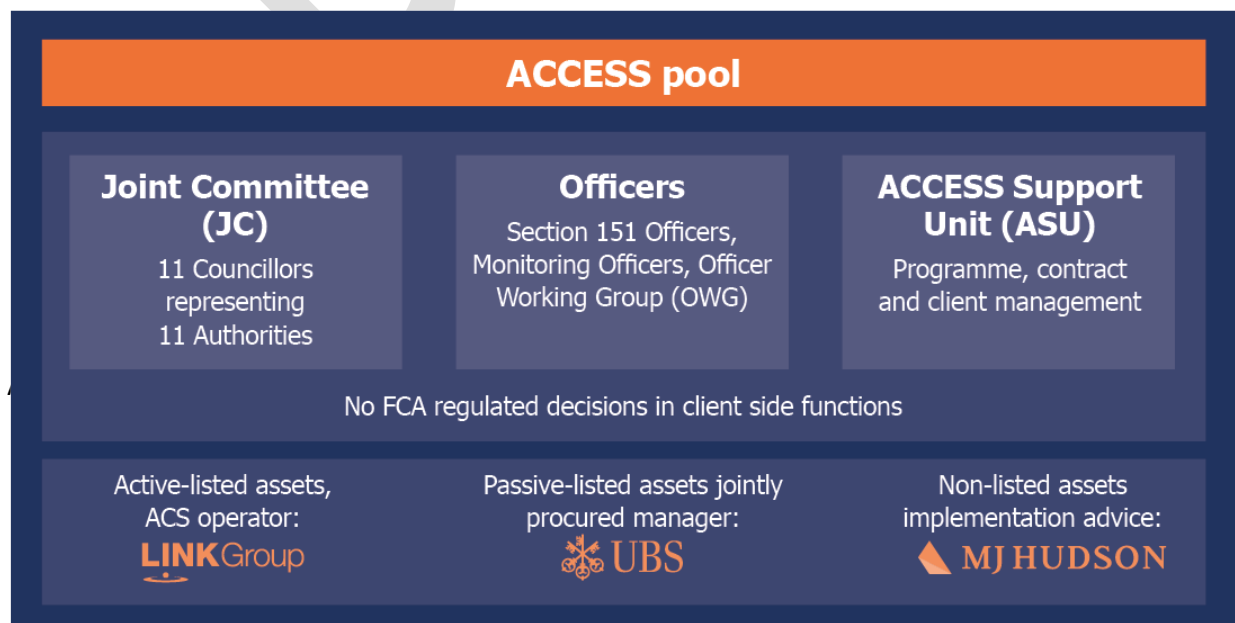 ACCESS pool
Joint Committee
(JC)
11 Councillors
representing
11 Authorities
Officers
Section 151 Officers,
Monitoring Officers, Officer
Working Group (OWG)
ACCESS Support
Unit (ASU)
Programme, contract
and client management
No FCA regulated decisions in client side functions
Active-listed assets,
ACS operator:
LINKGroup
Passive-listed assets jointly
procured manager:
UBS
Non-listed assets
implementation advice:
MJ HUDSON